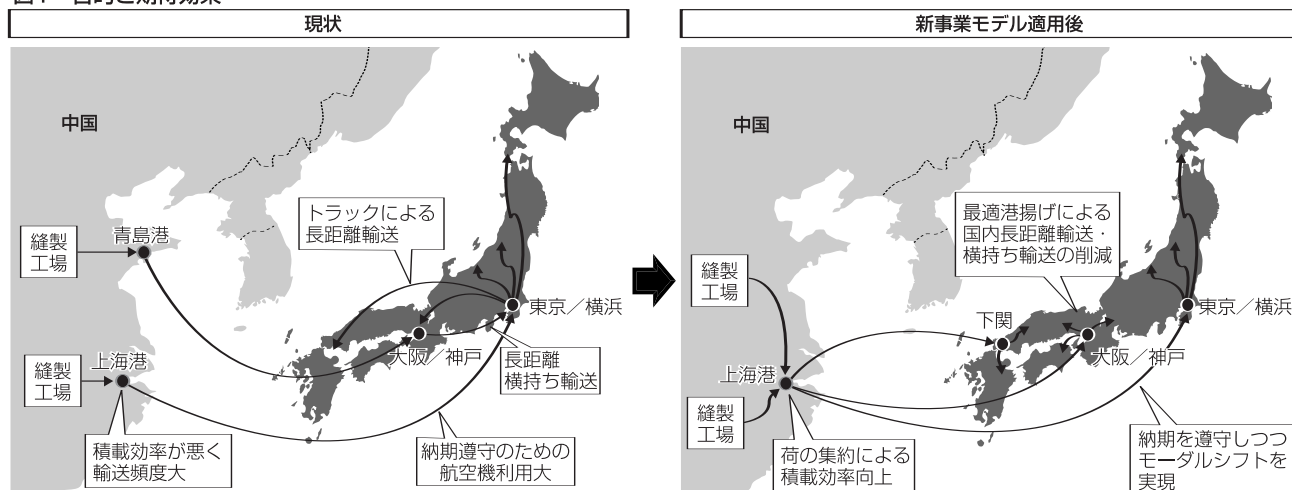 現状
中国
縫製
工場
青島港
トラックによる
長距離輸送
東京／横浜
大阪／神戸
長距離
横持ち輸送
縫製
工場
上海港
積載効率が悪く
輸送頻度大
納期遵守のための
航空機利用大
新事業モデル適用後
中国
最適港揚げによる
国内長距離輸送・
横持ち輸送の削減
縫製
工場
下関
東京／横浜
大阪／神戸
上海港
縫製
工場
荷の集約による
積載効率向上
納期を遵守しつつ
モーダルシフトを
実現